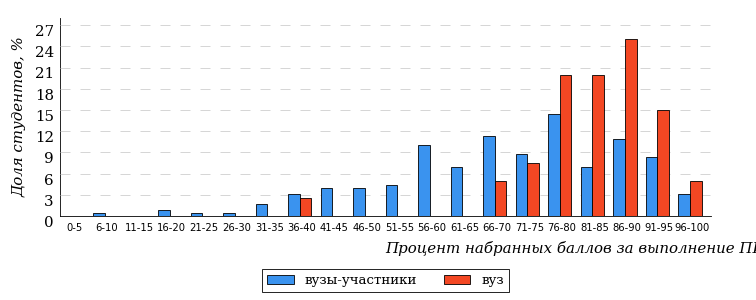 Доля студентов, %
27
24
21
18
15
12
9
6
3
0
0-5 6-10 11-15 16-20 21-25 26-30 31-35 36-40 41-45 46-50 51-55 56-60 61-65 66-70 71-75 76-80 81-85 86-90 91-95 96-100
Процент набранных баллов за выполнение
вузы-участники вуз